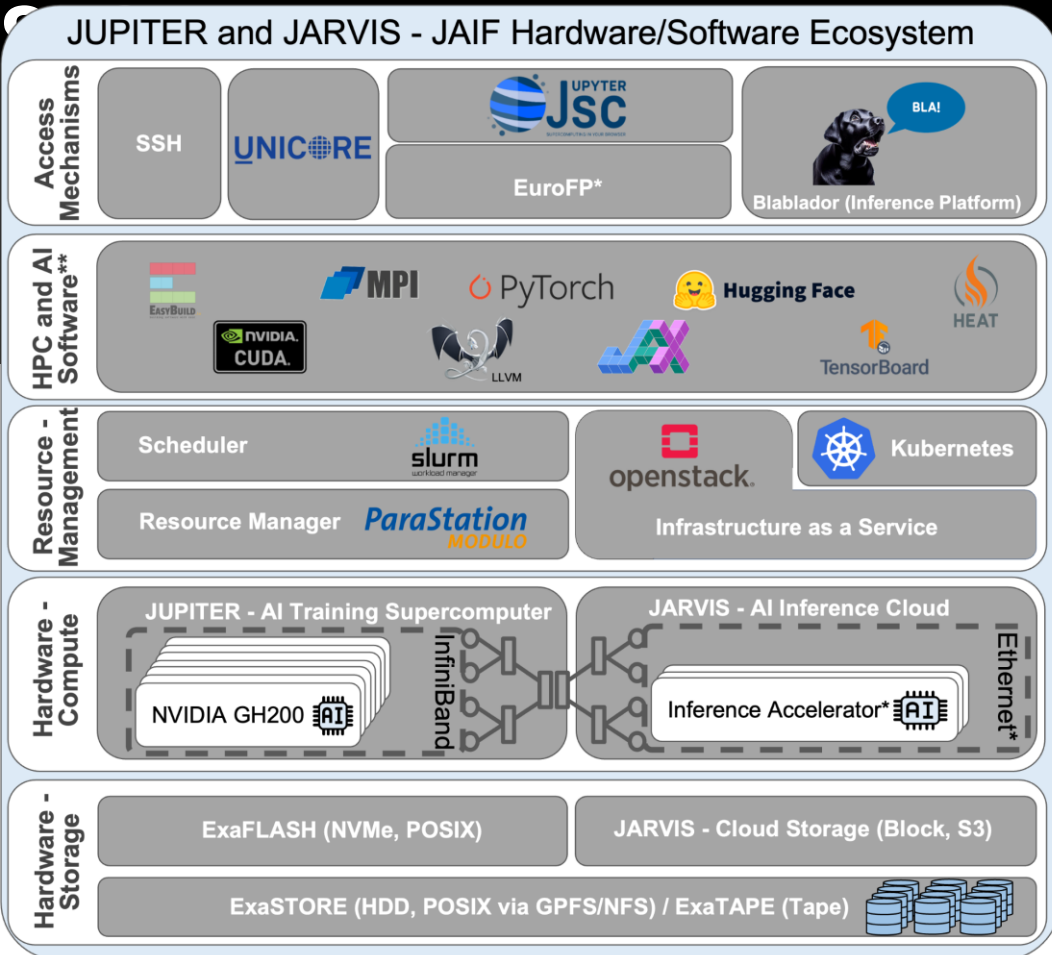 JUPITER and JARVIS - JAIF Hardware/Software Ecosystem
Access
Mechanisms
SSH
UNICORE
JUPYTER
JSC
EuroFP*
BLA!
Blablador (Inference Platform)
HPC and AI
Software**
EASYBUILD
MPI
PyTorch
Hugging Face
HEAT
NVIDIA.
CUDA.
LLVM
JAX
TensorBoard
Resource -
Management
Scheduler
slurm
workload manager
openstack.
Kubernetes
Resource Manager
ParaStation
MODULO
Infrastructure as a Service
Hardware -
Compute
JUPITER - AI Training Supercomputer
NVIDIA GH200
AI
InfiniBand
JARVIS - AI Inference Cloud
Inference Accelerator*
AI
Ethernet*
Hardware -
Storage
ExaFLASH (NVMe, POSIX)
JARVIS - Cloud Storage (Block, S3)
ExaSTORE (HDD, POSIX via GPFS/NFS) / ExaTAPE (Tape)